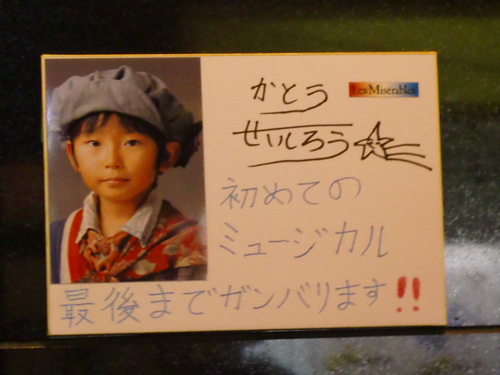 かとう
せいしろう
Les Misérables
初めての
ミュージカル
最後までガンバります!!